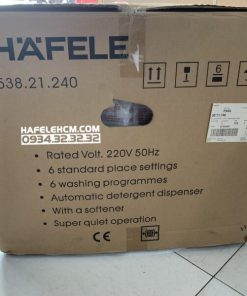 HÄFELE
538.21.240
6
HAFELEHCM.COM
0934.32.32.32
• Rated Volt. 220V 50Hz
• 6 standard place settings
• 6 washing programmes
• Automatic detergent dispenser
• With a softener
• Super quiet operation
CE